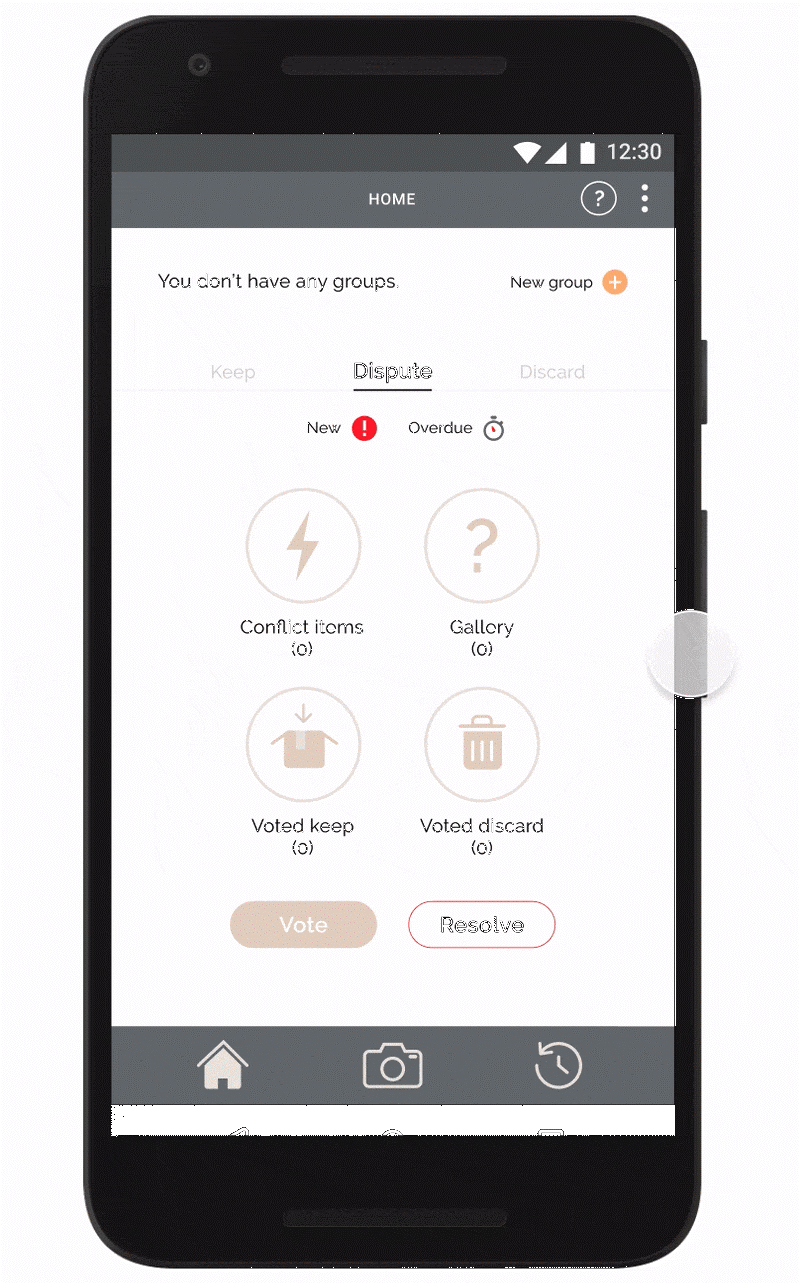 12:30
HOME ?
You don't have any groups. New group +
Keep Dispute Discard
New ! Overdue
?
Conflict items Gallery
(0) (0)
Voted keep Voted discard
(0) (0)
Vote Resolve